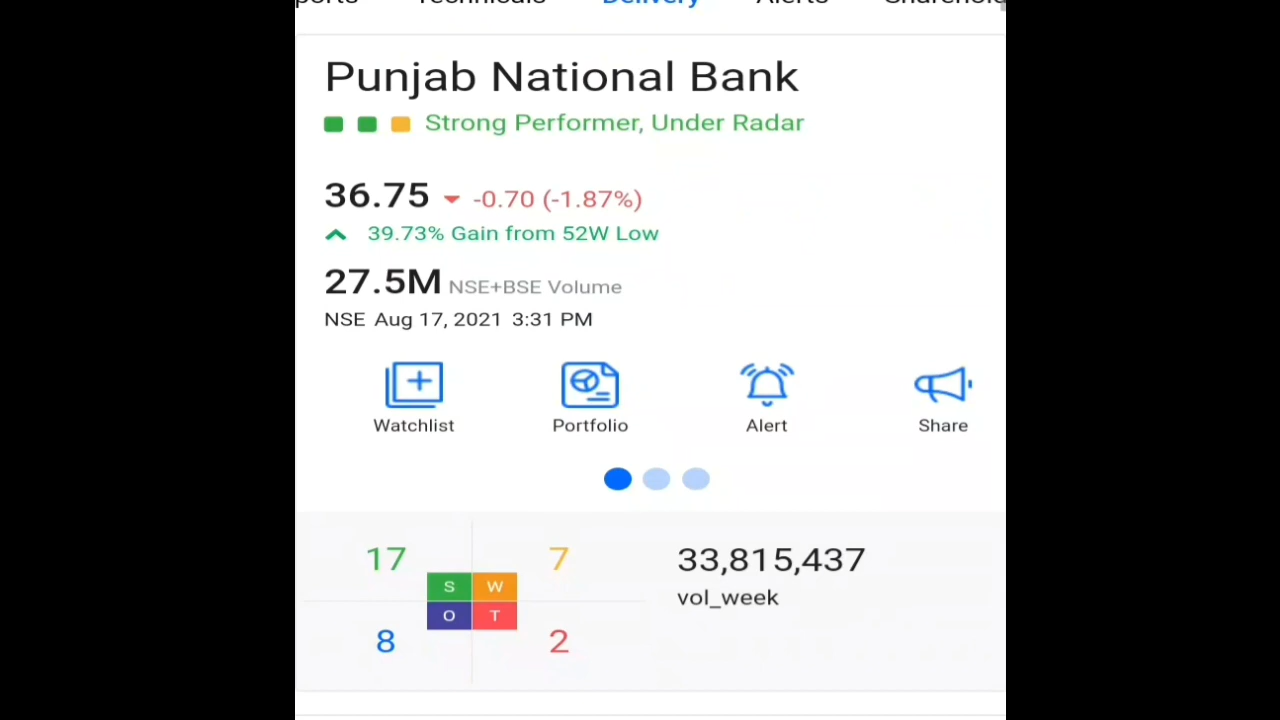 Delivery
Punjab National Bank
Strong Performer, Under Radar
36.75 -0.70 (-1.87%)
39.73% Gain from 52W Low
27.5M NSE+BSE Volume
NSE Aug 17, 2021 3:31 PM
Watchlist Portfolio Alert Share
17 7 33,815,437
S W vol_week
O T
8 2